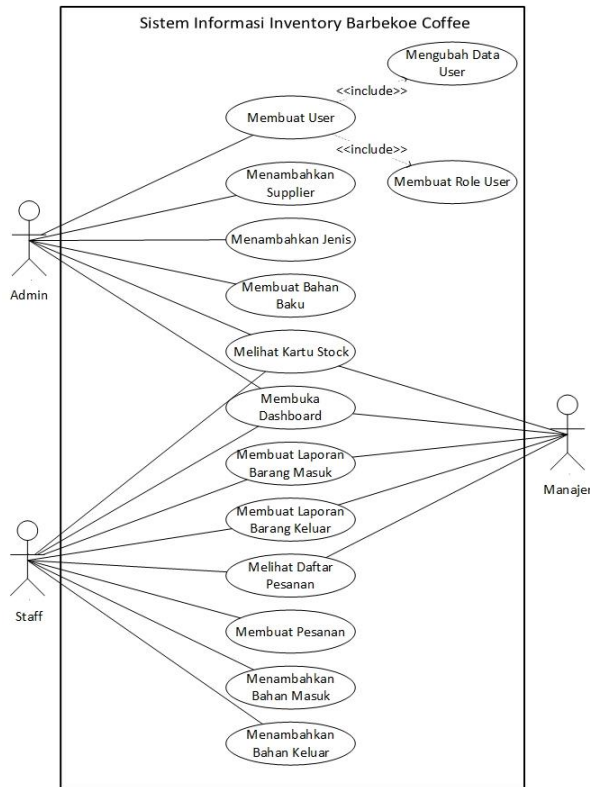 Sistem Informasi Inventory Barbekoe Coffee
Mengubah Data
User
<<include>>
Membuat User
<<include>>
Membuat Role User
Menambahkan
Supplier
Menambahkan Jenis
Admin
Membuat Bahan
Baku
Melihat Kartu Stock
Membuka
Dashboard
Membuat Laporan
Barang Masuk
Manajer
Membuat Laporan
Barang Keluar
Melihat Daftar
Pesanan
Staff
Membuat Pesanan
Menambahkan
Bahan Masuk
Menambahkan
Bahan Keluar